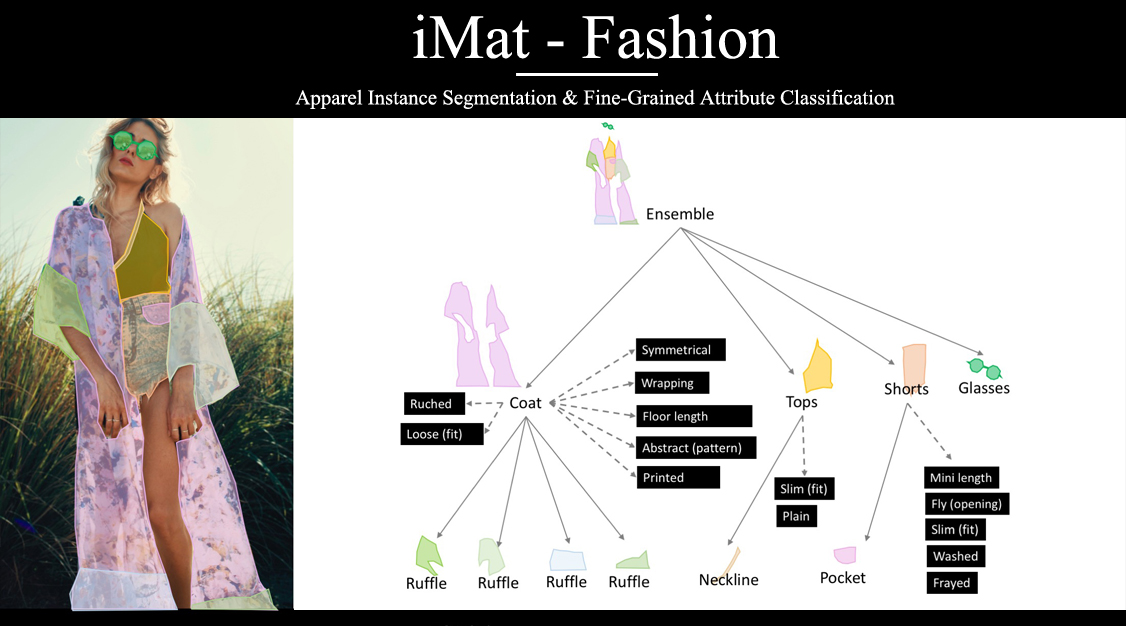 iMat - Fashion
Apparel Instance Segmentation & Fine-Grained Attribute Classification
Ensemble
Symmetrical
Wrapping
Floor length
Abstract (pattern)
Printed
Ruched
Loose (fit)
Coat
Tops
Shorts
Glasses
Slim (fit)
Plain
Mini length
Fly (opening)
Slim (fit)
Washed
Frayed
Ruffle
Ruffle
Ruffle
Ruffle
Neckline
Pocket